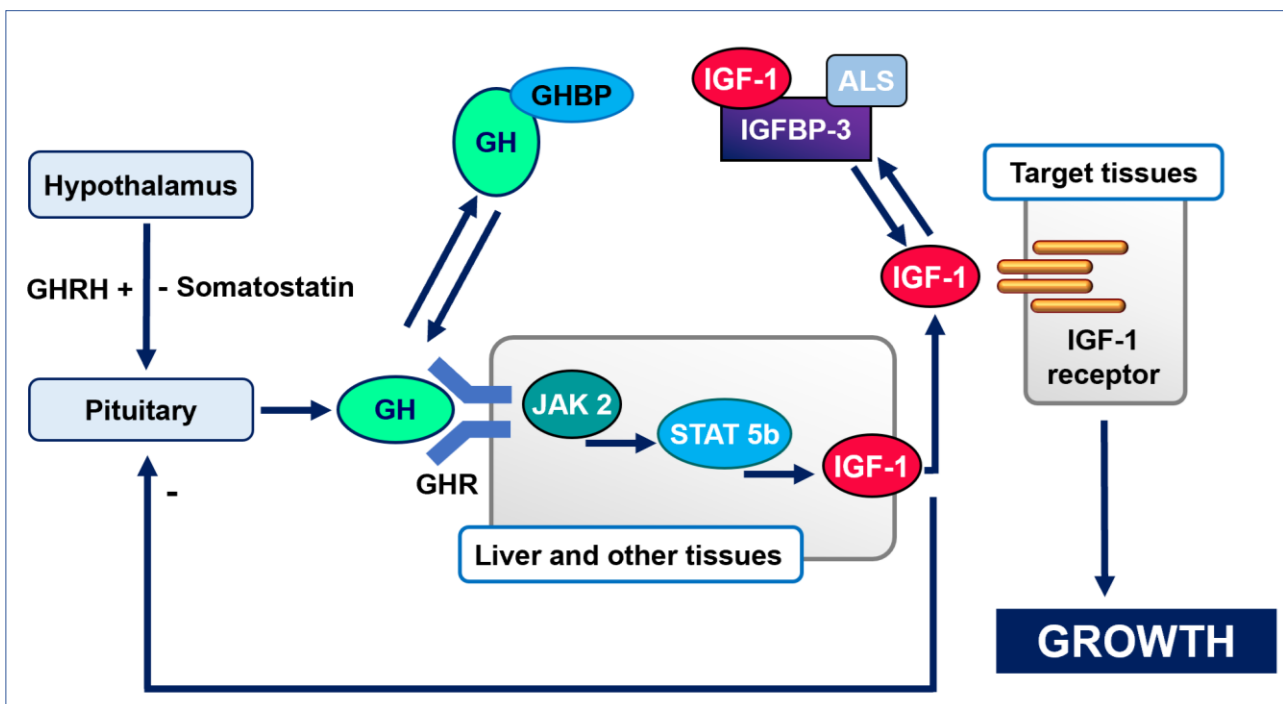 GHBP
GH
IGF-1
ALS
IGFBP-3
Hypothalamus
GHRH + - Somatostatin
Pituitary
GH
GHR
JAK 2
STAT 5b
IGF-1
Liver and other tissues
IGF-1
Target tissues
IGF-1
receptor
-
GROWTH